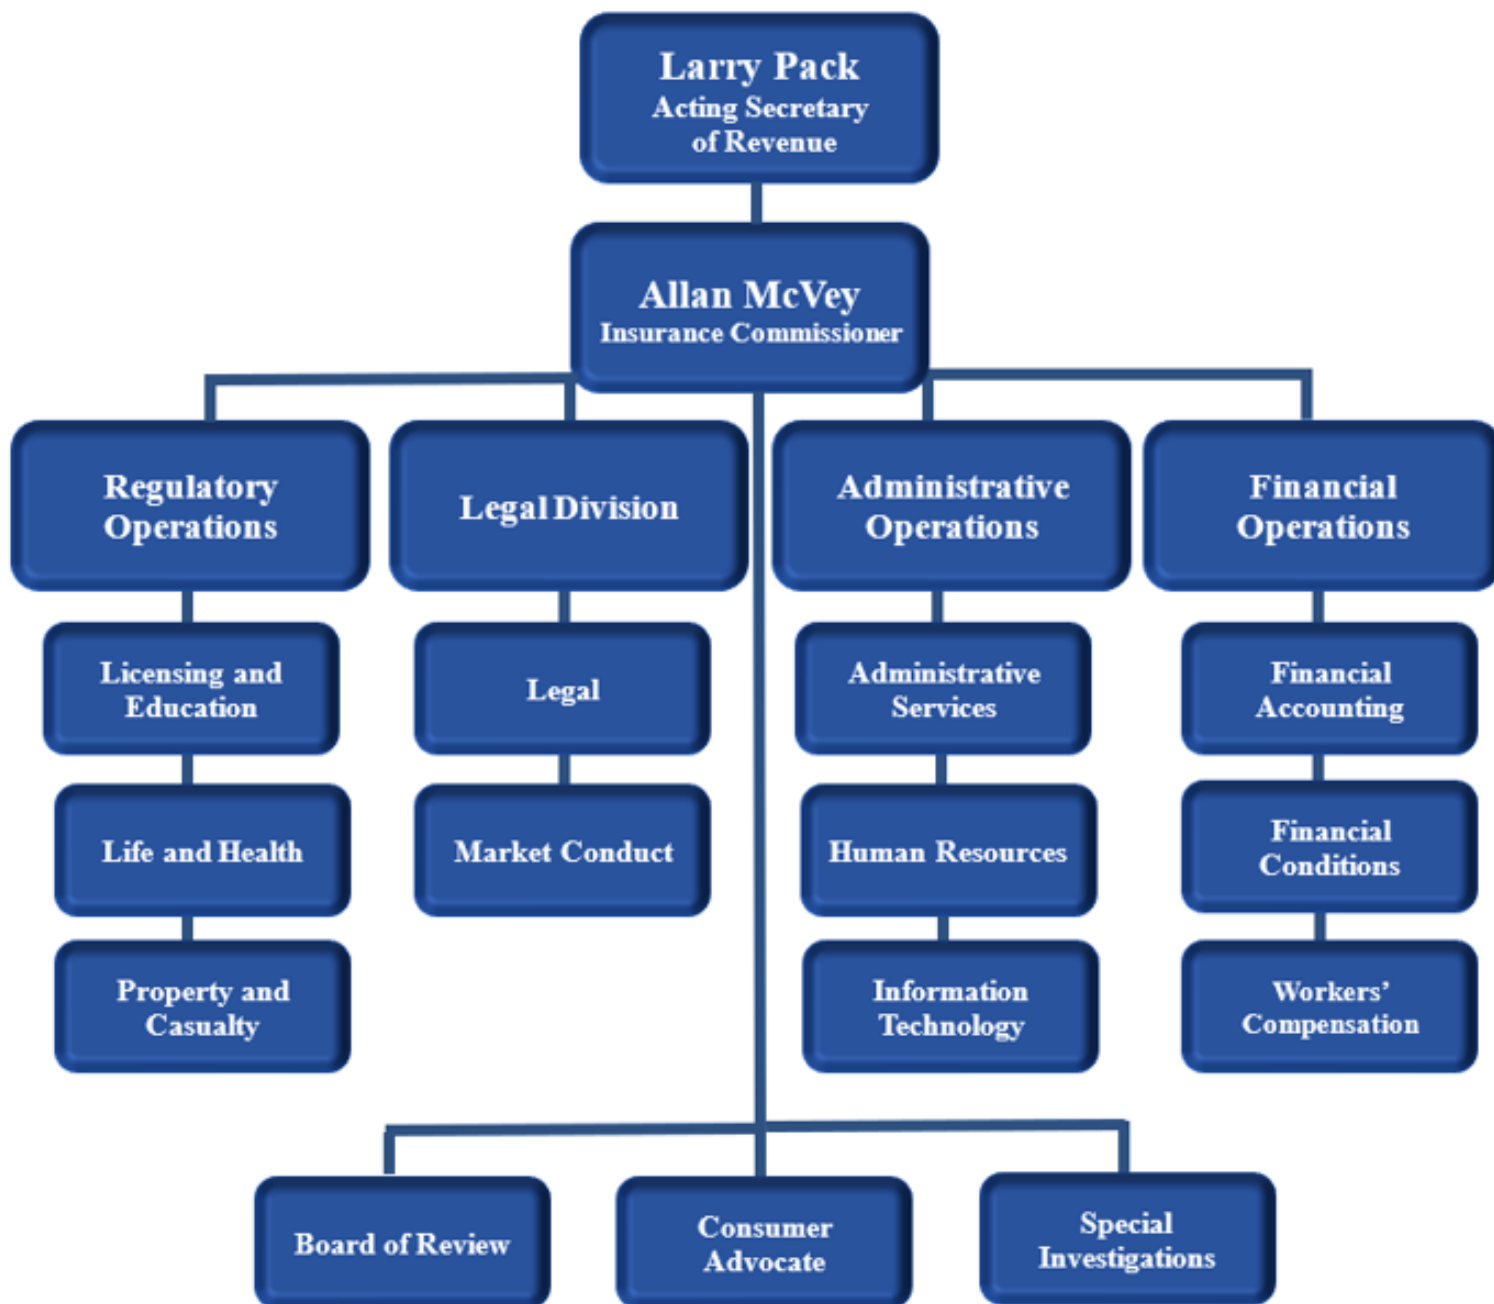 Larry Pack
Acting Secretary
of Revenue
Allan McVey
Insurance Commissioner
Regulatory
Operations
Legal Division
Administrative
Operations
Financial
Operations
Licensing and
Education
Legal
Administrative
Services
Financial
Accounting
Life and Health
Market Conduct
Human Resources
Financial
Conditions
Property and
Casualty
Information
Technology
Workers’
Compensation
Board of Review
Consumer
Advocate
Special
Investigations